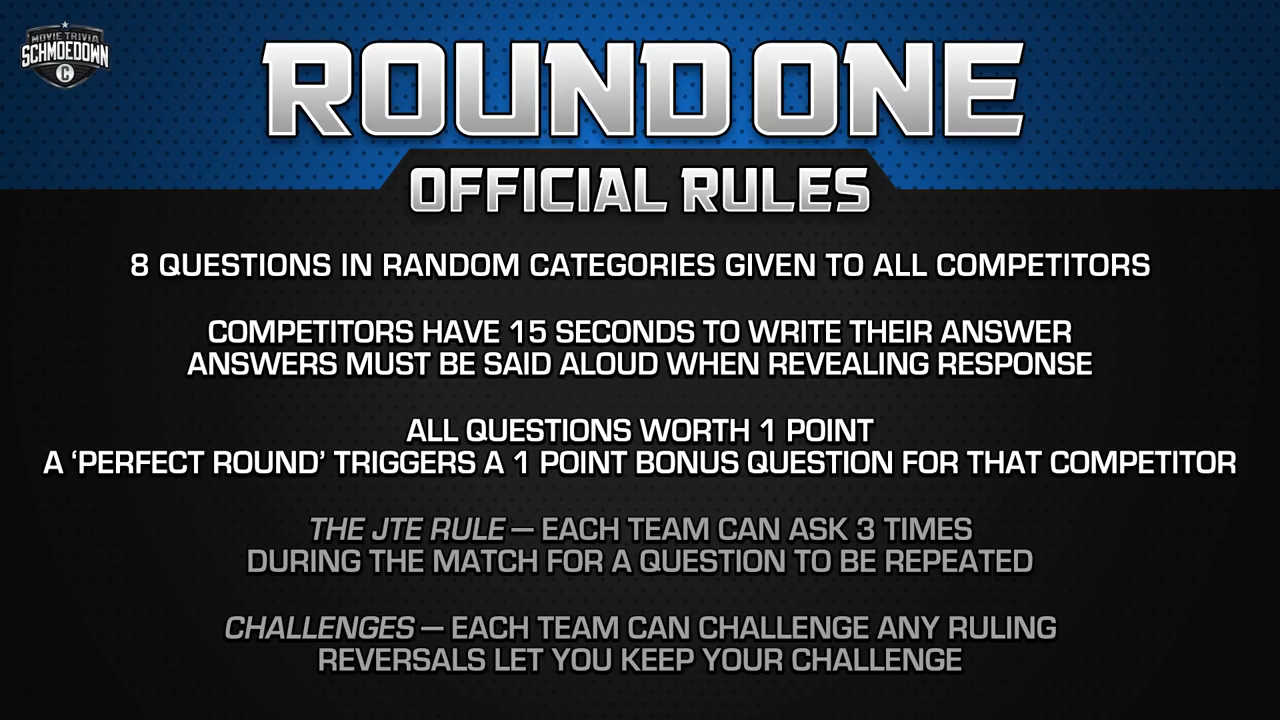 MOVIE TRIVIA
SCHMOEDOWN
C
ROUND ONE
OFFICIAL RULES
8 QUESTIONS IN RANDOM CATEGORIES GIVEN TO ALL COMPETITORS
COMPETITORS HAVE 15 SECONDS TO WRITE THEIR ANSWER
ANSWERS MUST BE SAID ALOUD WHEN REVEALING RESPONSE
ALL QUESTIONS WORTH 1 POINT
A ‘PERFECT ROUND’ TRIGGERS A 1 POINT BONUS QUESTION FOR THAT COMPETITOR
THE JTE RULE — EACH TEAM CAN ASK 3 TIMES
DURING THE MATCH FOR A QUESTION TO BE REPEATED
CHALLENGES — EACH TEAM CAN CHALLENGE ANY RULING
REVERSALS LET YOU KEEP YOUR CHALLENGE